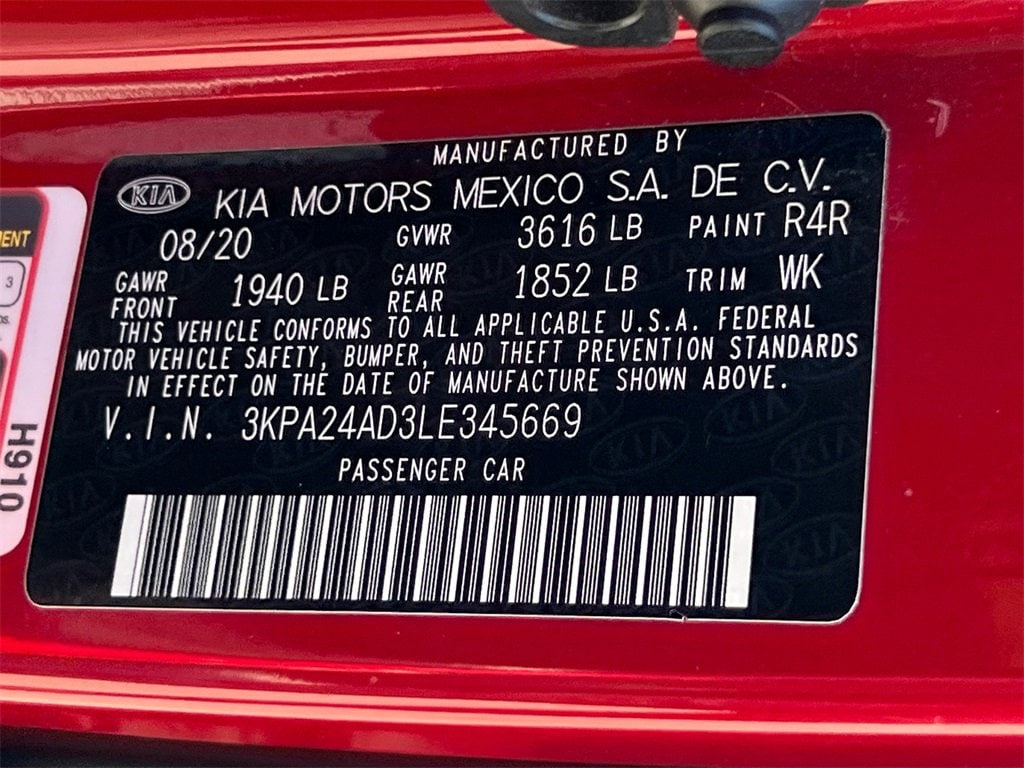 MANUFACTURED BY
KIA KIA MOTORS MEXICO S.A. DE C.V.
08/20 GVWR 3616 LB PAINT R4R
GAWR FRONT 1940 LB GAWR REAR 1852 LB TRIM WK
THIS VEHICLE CONFORMS TO ALL APPLICABLE U.S.A. FEDERAL
MOTOR VEHICLE SAFETY, BUMPER, AND THEFT PREVENTION STANDARDS
IN EFFECT ON THE DATE OF MANUFACTURE SHOWN ABOVE.
V.I.N. 3KPA24AD3LE345669
PASSENGER CAR
ENT
3
H910